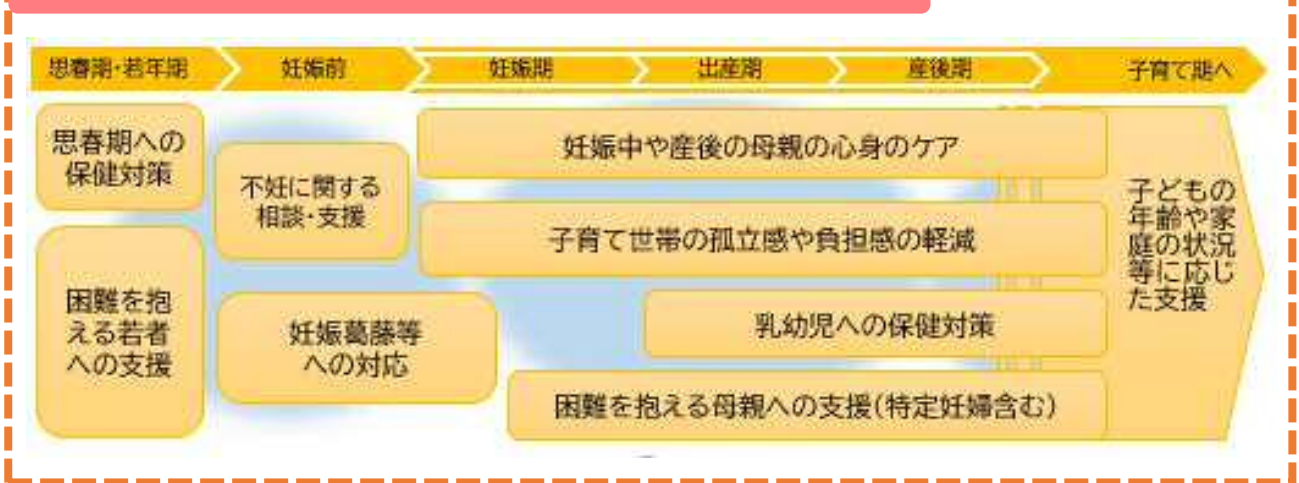 思春期・若年期
妊娠前
妊娠期
出産期
産後期
子育て期へ
思春期への
保健対策
困難を抱
える若者
への支援
不妊に関する
相談・支援
妊娠葛藤等
への対応
妊娠中や産後の母親の心身のケア
子育て世帯の孤立感や負担感の軽減
乳幼児への保健対策
困難を抱える母親への支援(特定妊婦含む)
子どもの
年齢や家
庭の状況
等に応じ
た支援